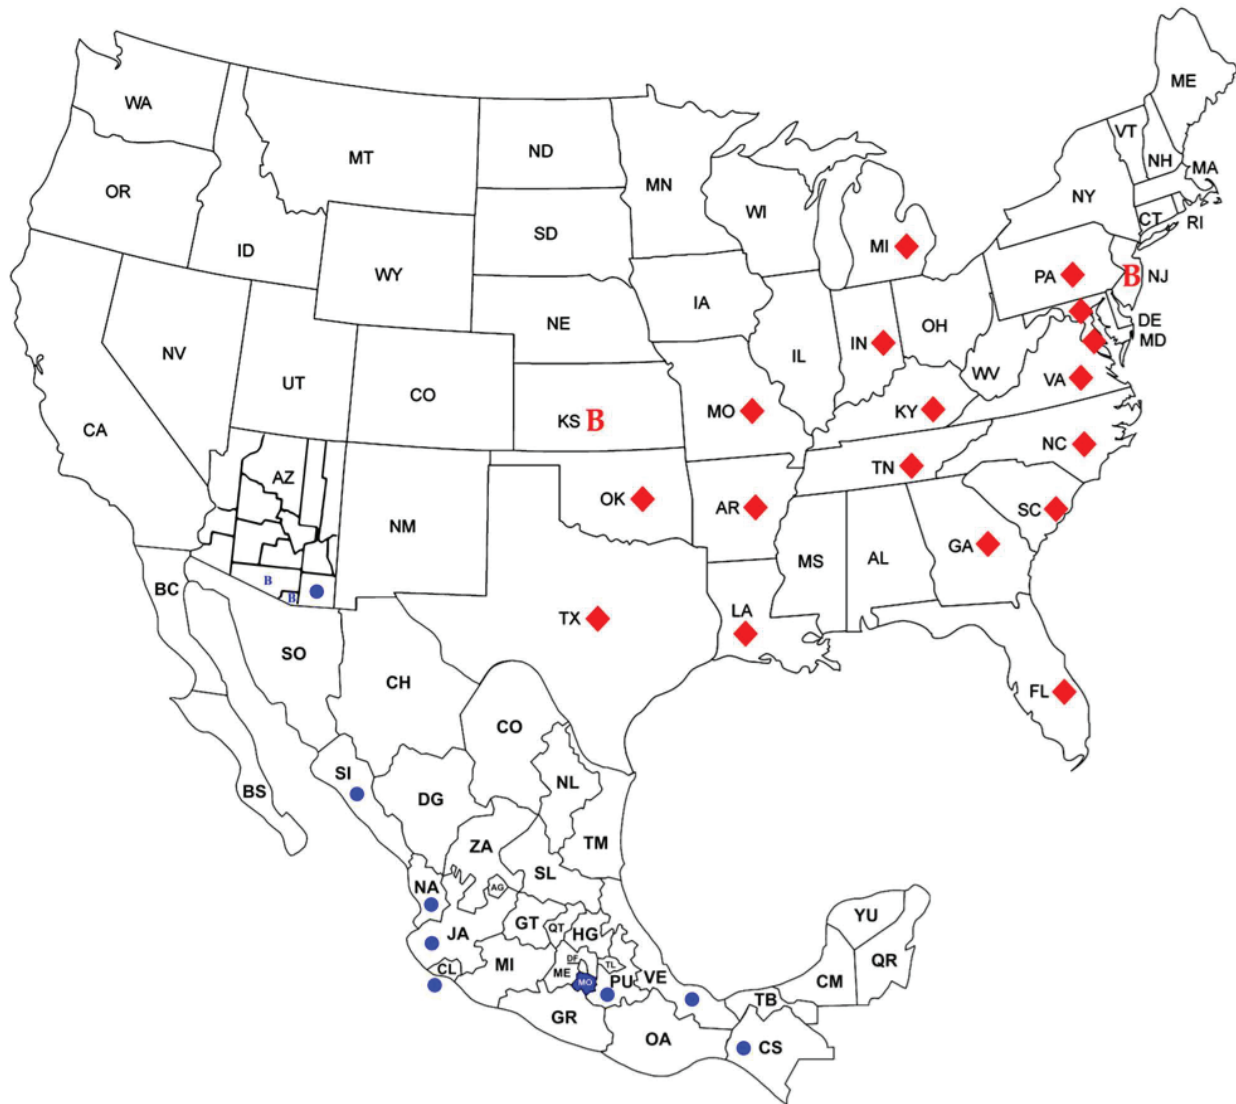 ME
WA
VT
ND
MT
NH
MA
MN
OR
NY
WI
CT
RI
SD
MI
ID
WY
PA
B
NJ
IA
NE
DE
OH
MD
IN
NV
IL
WV
UT
VA
CO
KY
MO
KS
B
CA
NC
TN
AZ
OK
AR
SC
NM
GA
MS
AL
B
BC
B
LA
TX
SO
CH
FL
CO
SI
NL
BS
DG
TM
ZA
SL
NA
AG
YU
GT
QT
JA
HG
DF
QR
CL
MI
TL
ME
VE
CM
MO
PU
TB
GR
OA
CS